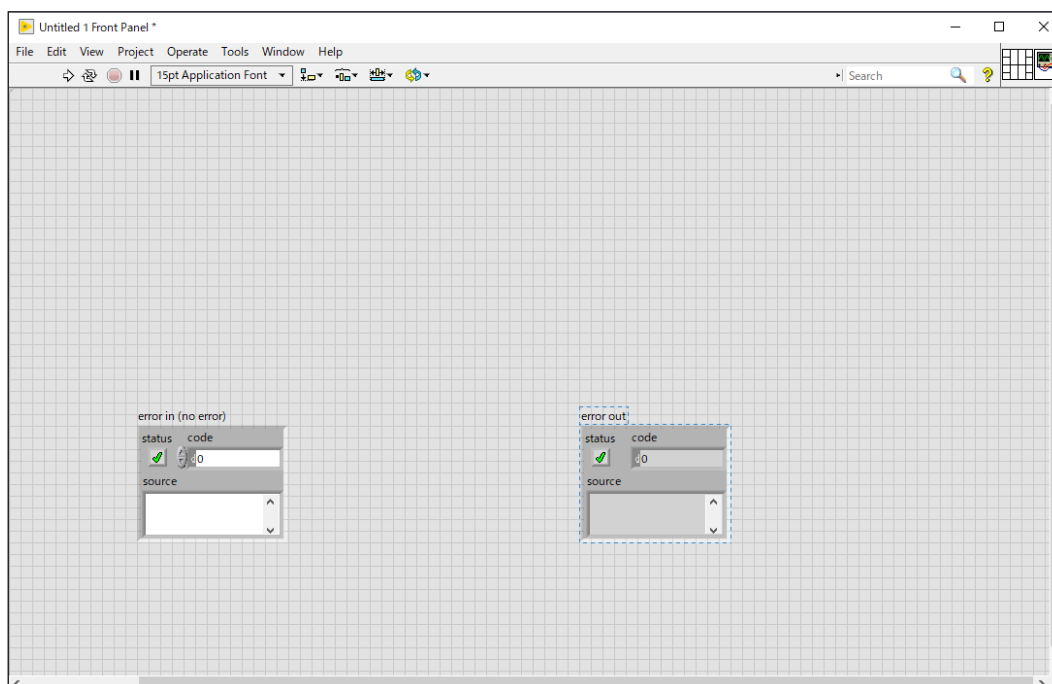 Untitled 1 Front Panel *
File Edit View Project Operate Tools Window Help
15pt Application Font Search
error in (no error)
status code
d 0
source
error out
status code
d 0
source